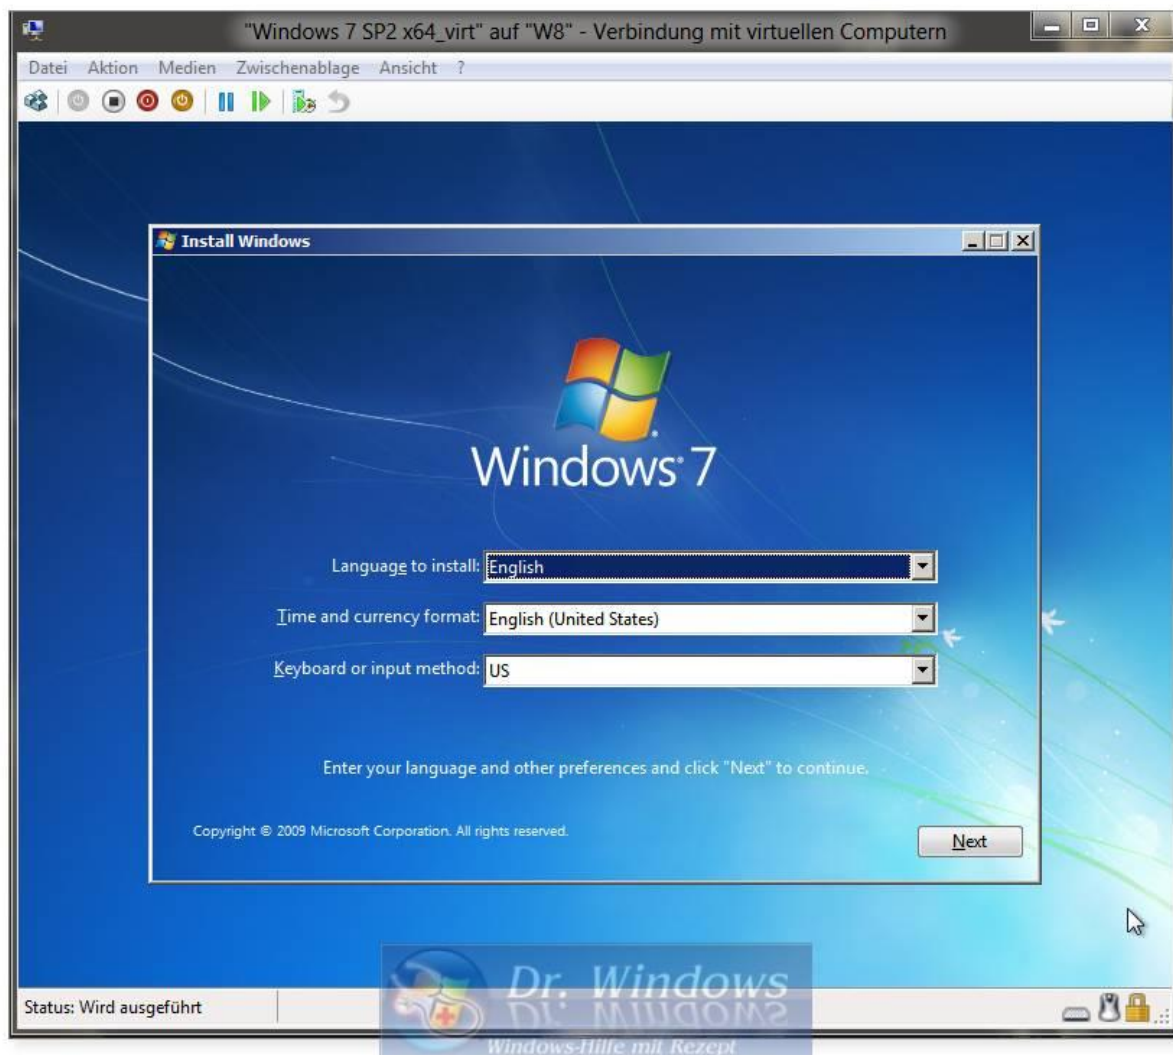 "Windows 7 SP2 x64_virt" auf "W8" - Verbindung mit virtuellen Computern
Datei Aktion Medien Zwischenablage Ansicht ?
Install Windows
Windows® 7
Language to install: English
Time and currency format: English (United States)
Keyboard or input method: US
Enter your language and other preferences and click "Next" to continue.
Copyright © 2009 Microsoft Corporation. All rights reserved.
Next
Dr. Windows
Status: Wird ausgeführt
Windows-Hilfe mit Rezept